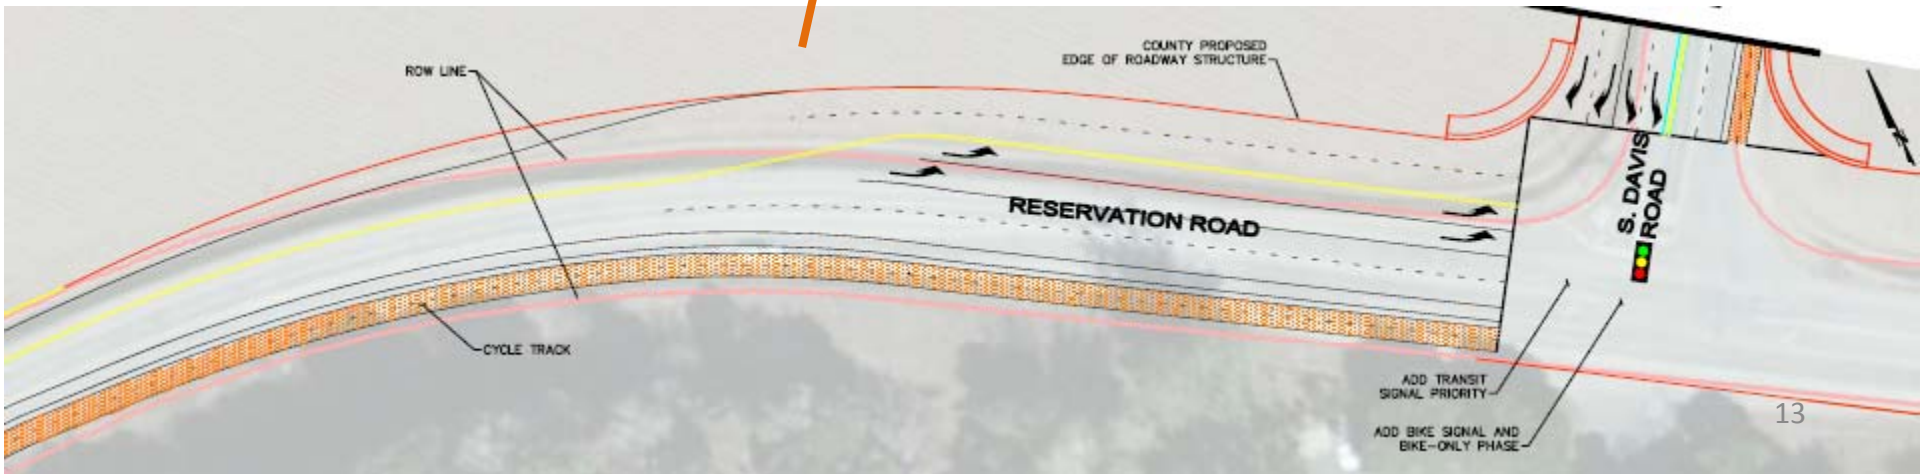 ROW LINE
COUNTY PROPOSED
EDGE OF ROADWAY STRUCTURE
RESERVATION ROAD
S. DAVIS
ROAD
N
CYCLE TRACK
ADD TRANSIT
SIGNAL PRIORITY
ADD BIKE SIGNAL AND
BIKE-ONLY PHASE
13